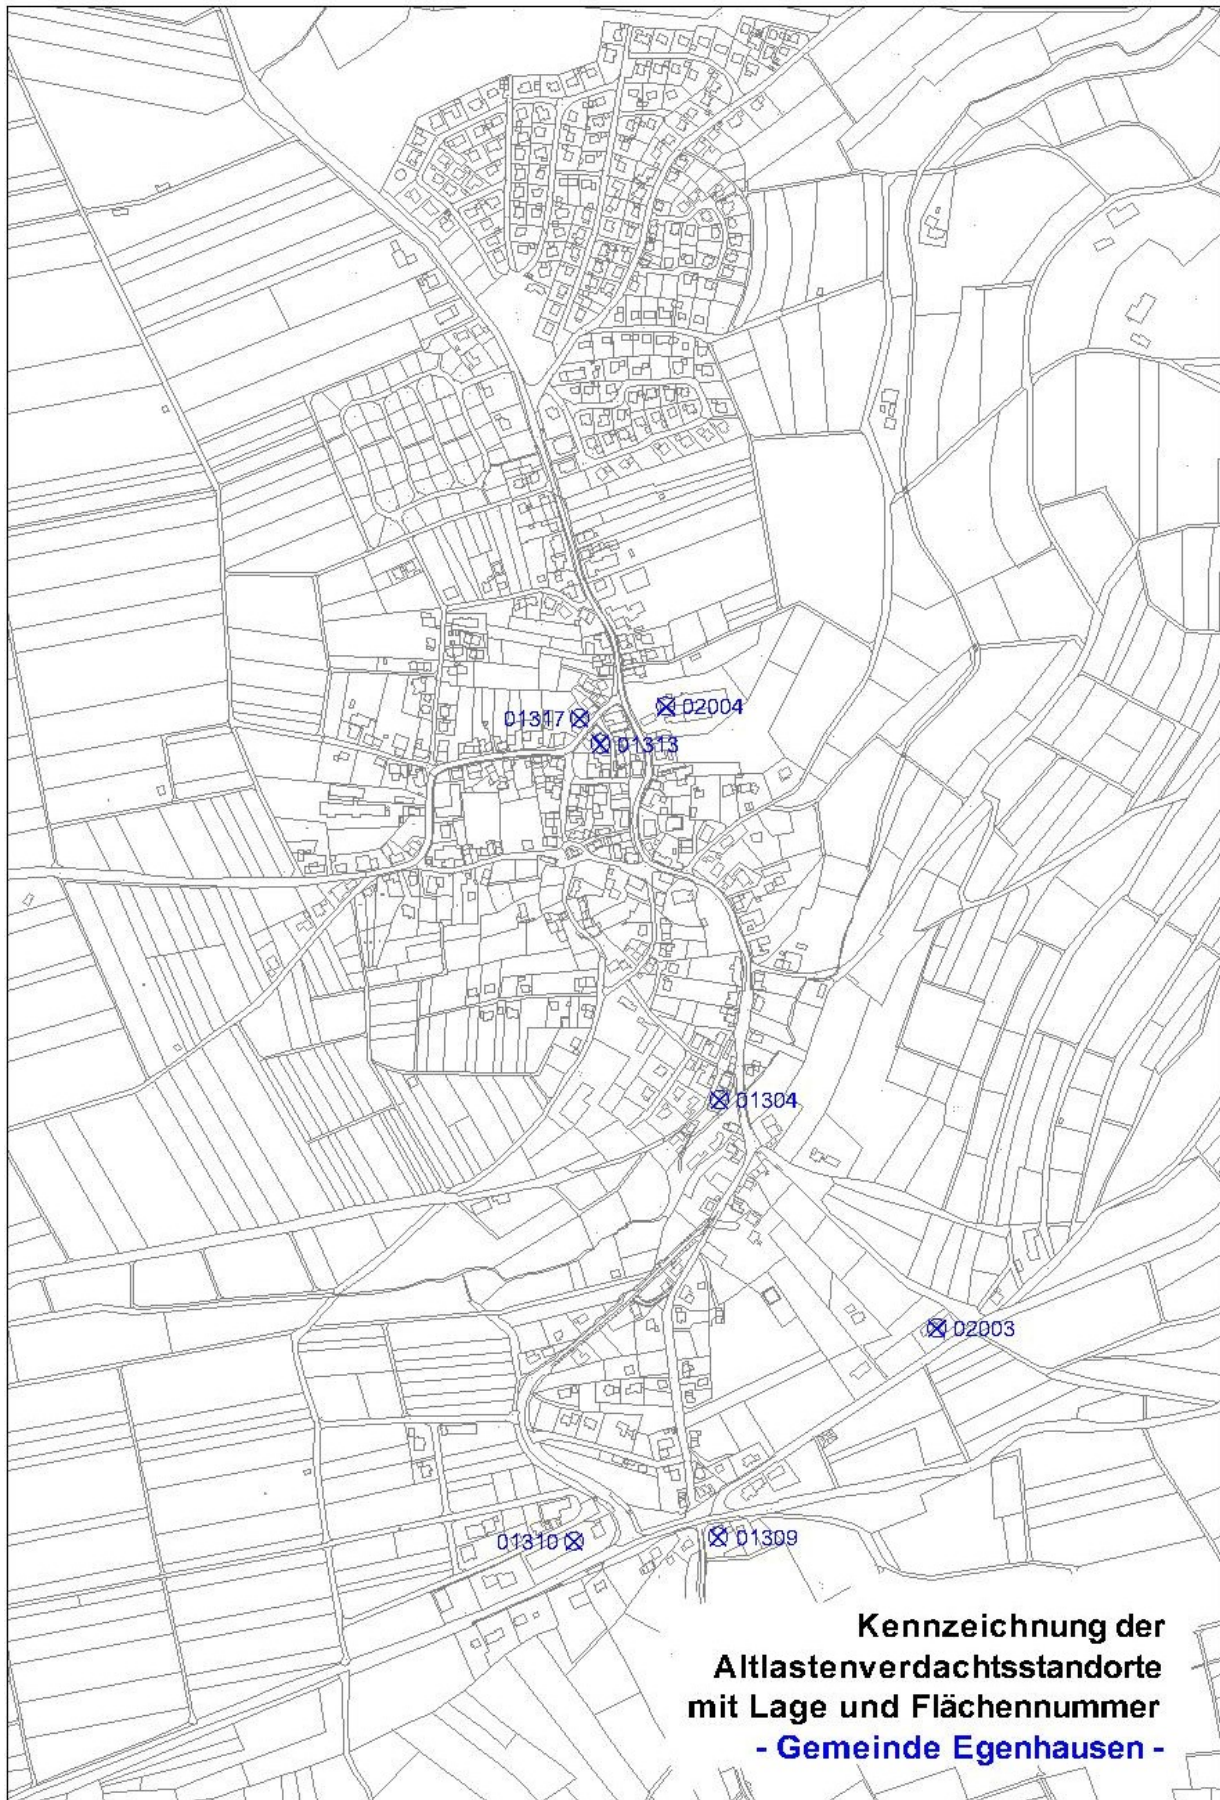 02004
01317
01313
01304
02003
01310
01309
Kennzeichnung der
Altlastenverdachtsstandorte
mit Lage und Flächennummer
- Gemeinde Egenhausen -